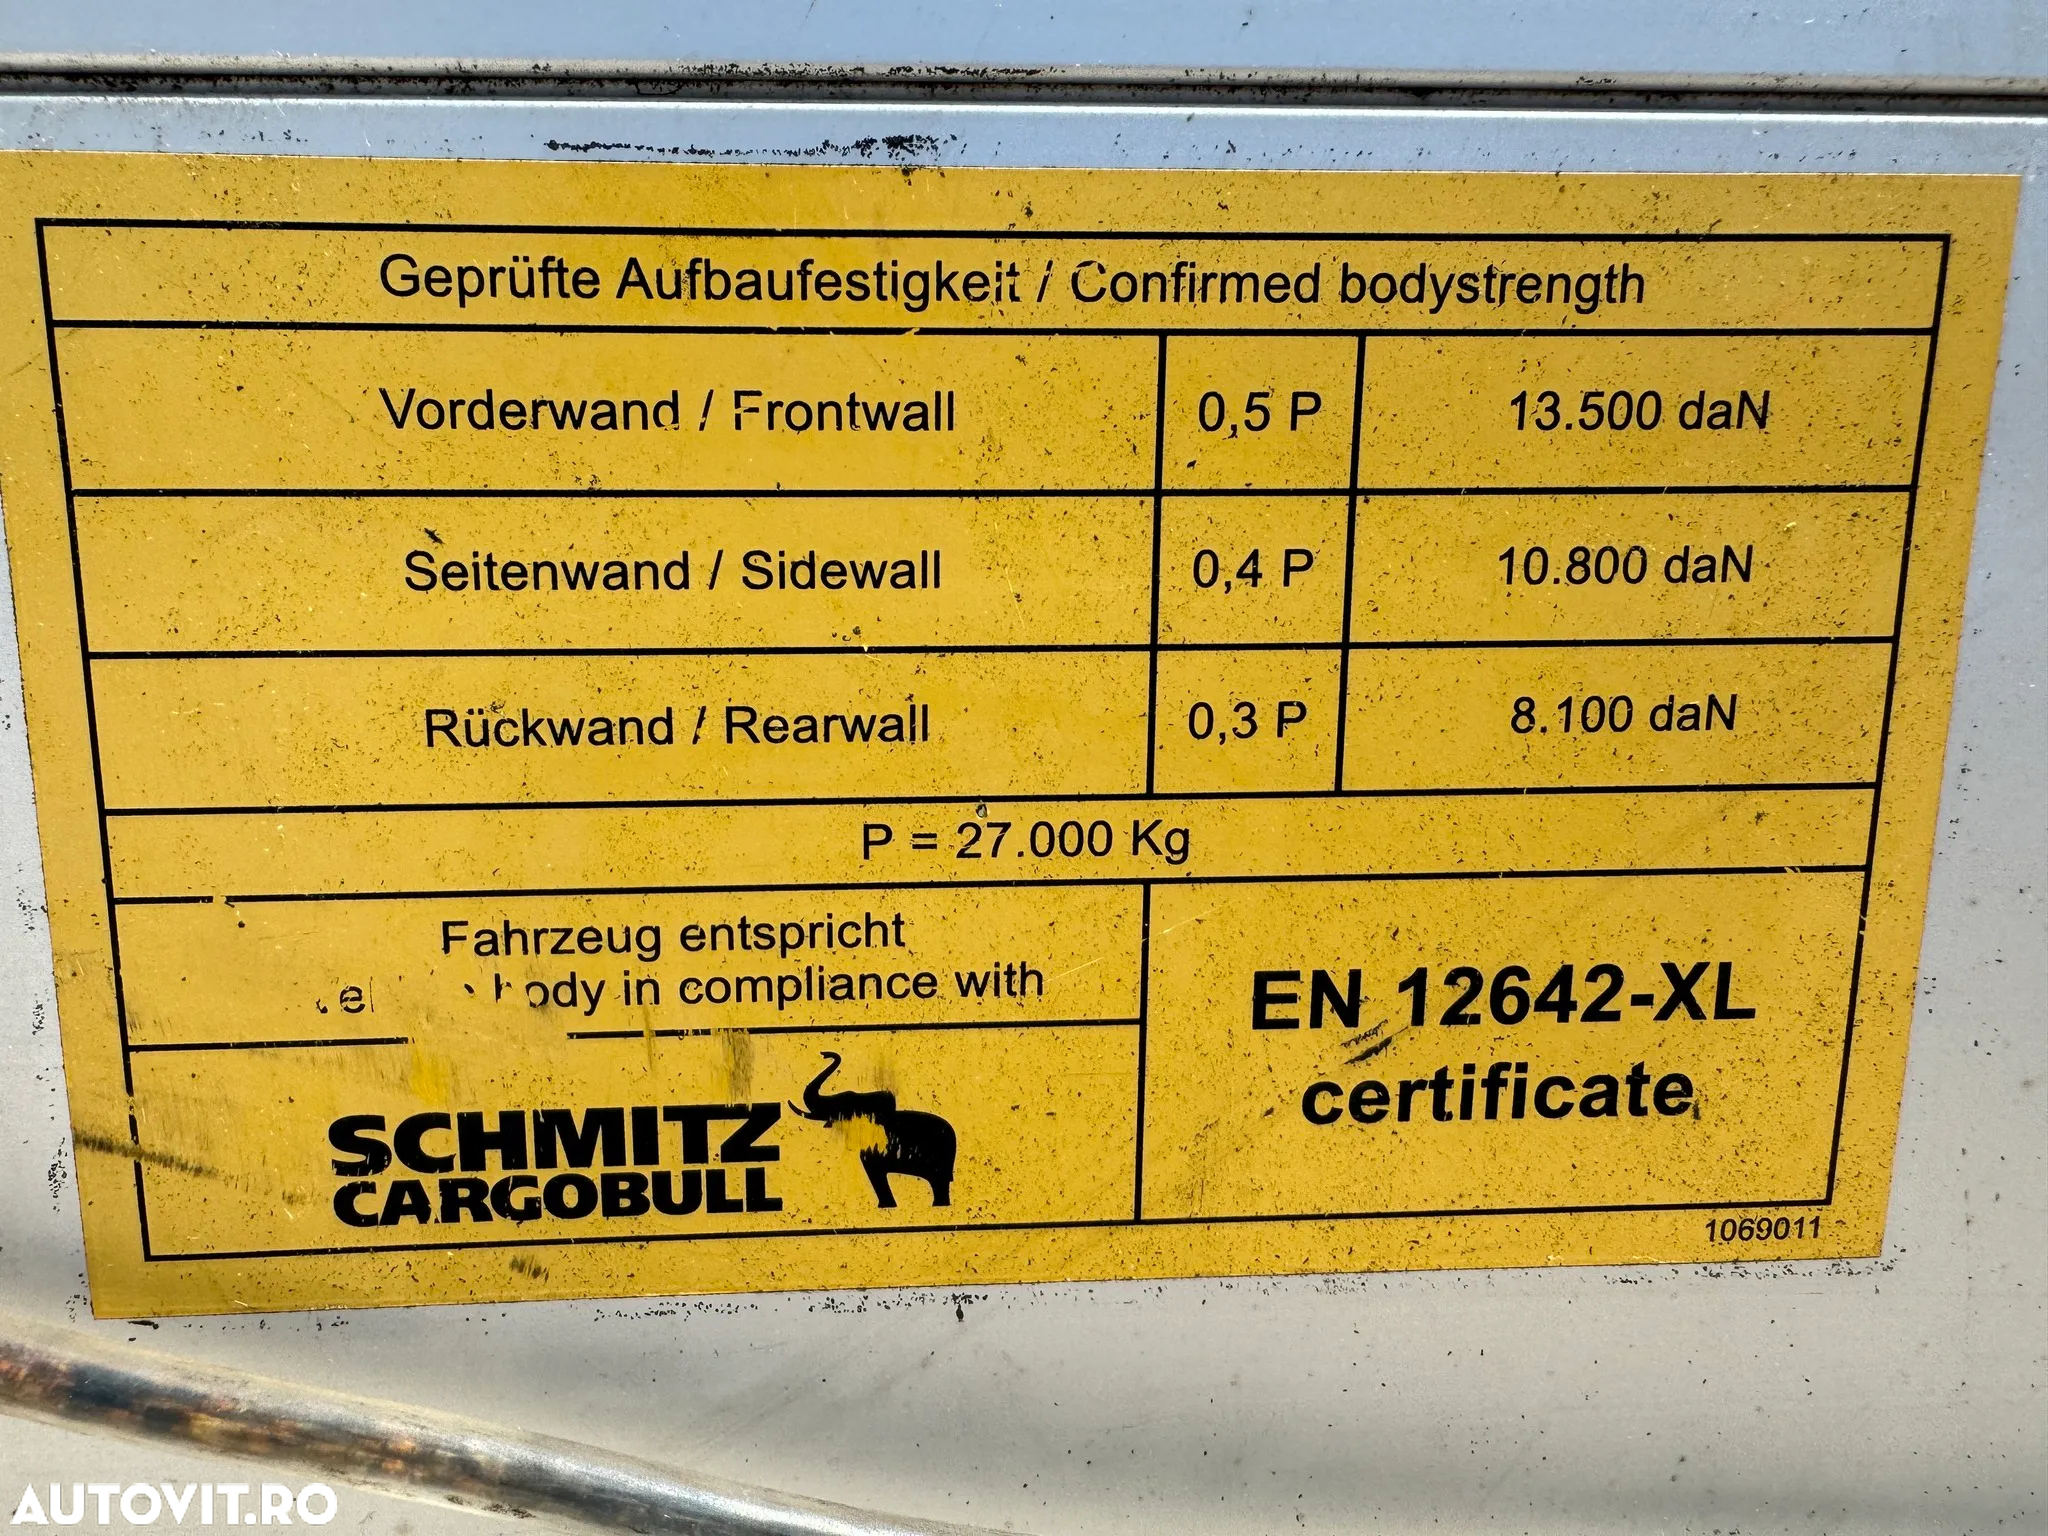 Geprüfte Aufbaufestigkeit / Confirmed bodystrength
Vorderwand / Frontwall 0,5 P 13.500 daN
Seitenwand / Sidewall 0,4 P 10.800 daN
Rückwand / Rearwall 0,3 P 8.100 daN
P = 27.000 Kg
Fahrzeug entspricht
body in compliance with
EN 12642-XL
certificate
SCHMITZ
CARGOBULL
1069011
AUTOVIT.RO